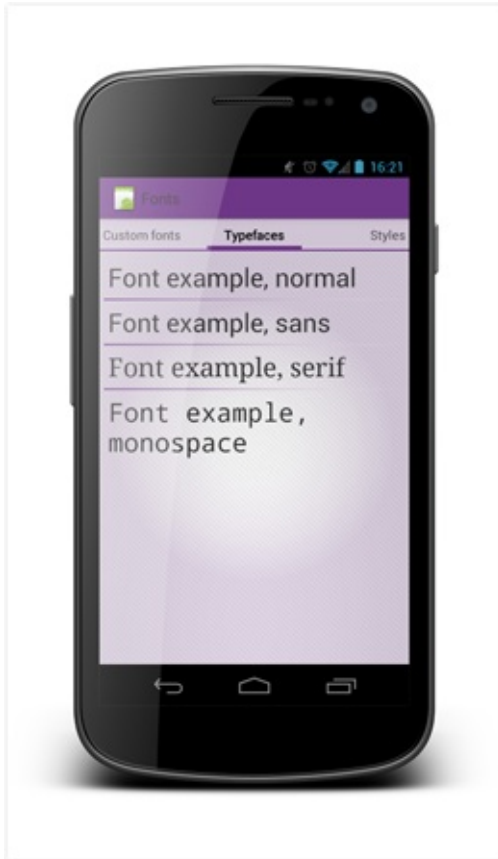 16:21
Fonts
Custom fonts Typefaces Styles
Font example, normal
Font example, sans
Font example, serif
Font example,
monospace